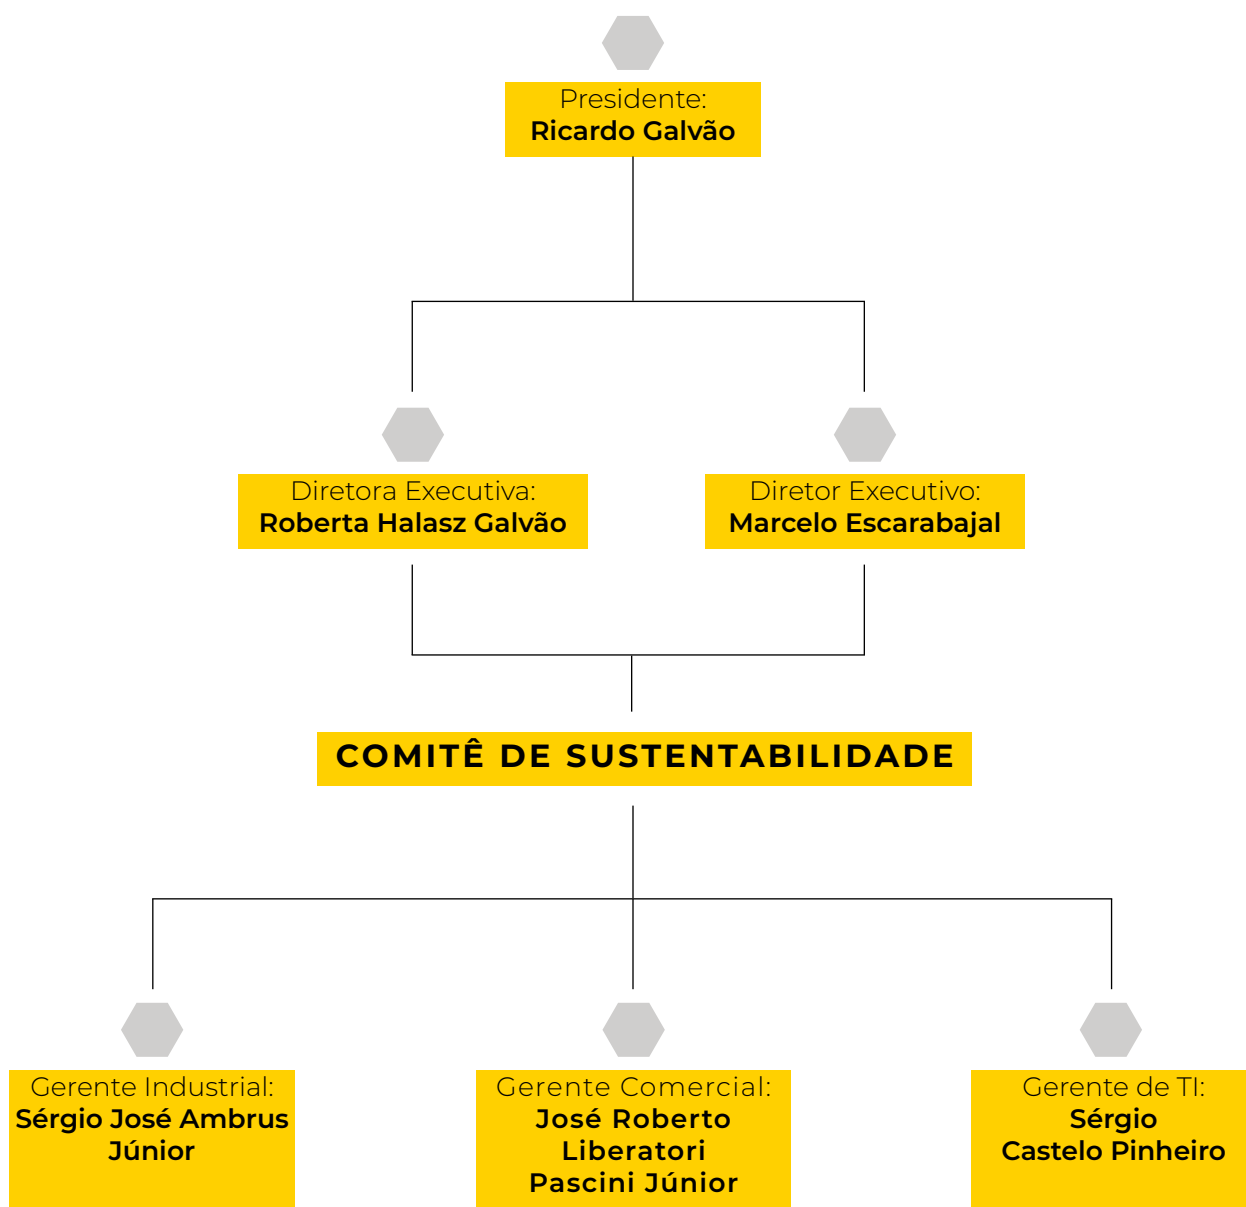 Presidente:
Ricardo Galvão
Diretora Executiva:
Roberta Halasz Galvão
Diretor Executivo:
Marcelo Escarabajal
COMITÊ DE SUSTENTABILIDADE
Gerente Industrial:
Sérgio José Ambrus
Júnior
Gerente Comercial:
José Roberto
Liberatori
Pascini Júnior
Gerente de TI:
Sérgio
Castelo Pinheiro